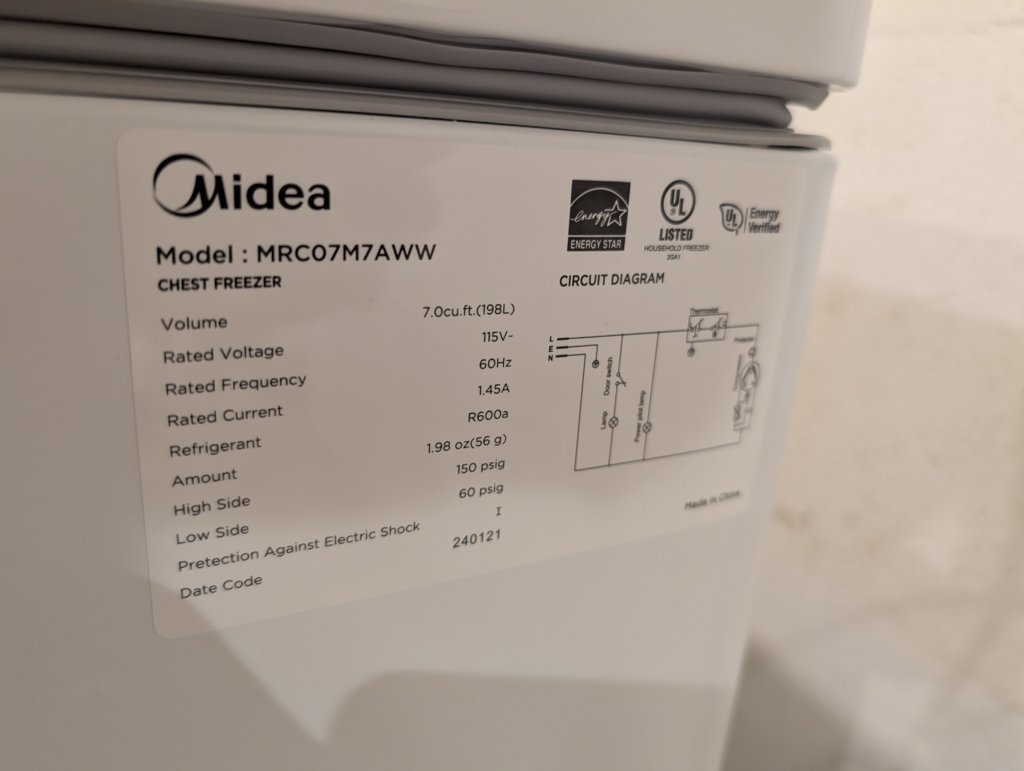 Midea
Model : MRC07M7AWW
CHEST FREEZER
Volume 7.0cu.ft.(198L)
Rated Voltage 115V~
Rated Frequency 60Hz
Rated Current 1.45A
Refrigerant R600a
Amount 1.98 oz(56 g)
High Side 150 psig
Low Side 60 psig
Pretection Against Electric Shock I
Date Code 240121
energy
ENERGY STAR
UL
LISTED
HOUSEHOLD FREEZER
20A1
UL Energy Verified
CIRCUIT DIAGRAM
L
E
N
Thermostat
Door switch
Lamp
Power pilot lamp
Made in China